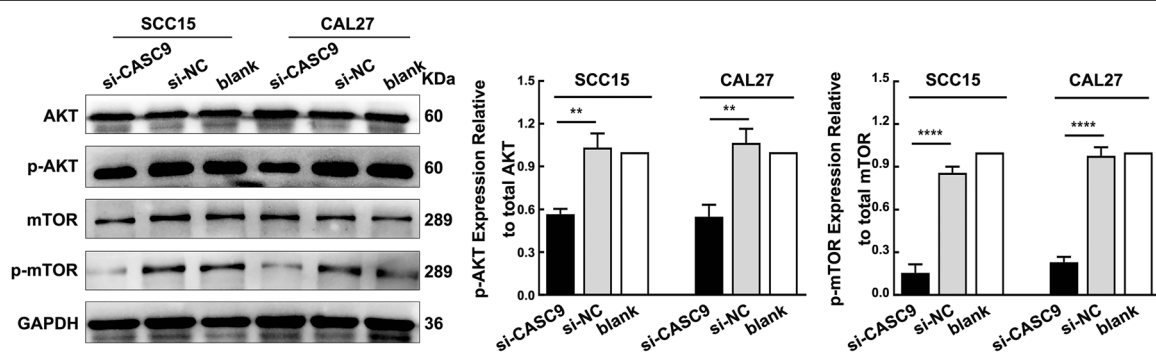 SCC15 CAL27
si-CASC9 si-NC blank si-CASC9 si-NC blank KDa
AKT 60
p-AKT 60
mTOR 289
p-mTOR 289
GAPDH 36
p-AKT Expression Relative
to total AKT
1.5
1.2
0.9
0.6
0.3
0.0
SCC15 CAL27
** **
si-CASC9 si-NC blank si-CASC9 si-NC blank
p-mTOR Expression Relative
to total mTOR
1.5
1.2
0.9
0.6
0.3
0.0
SCC15 CAL27
**** ****
si-CASC9 si-NC blank si-CASC9 si-NC blank